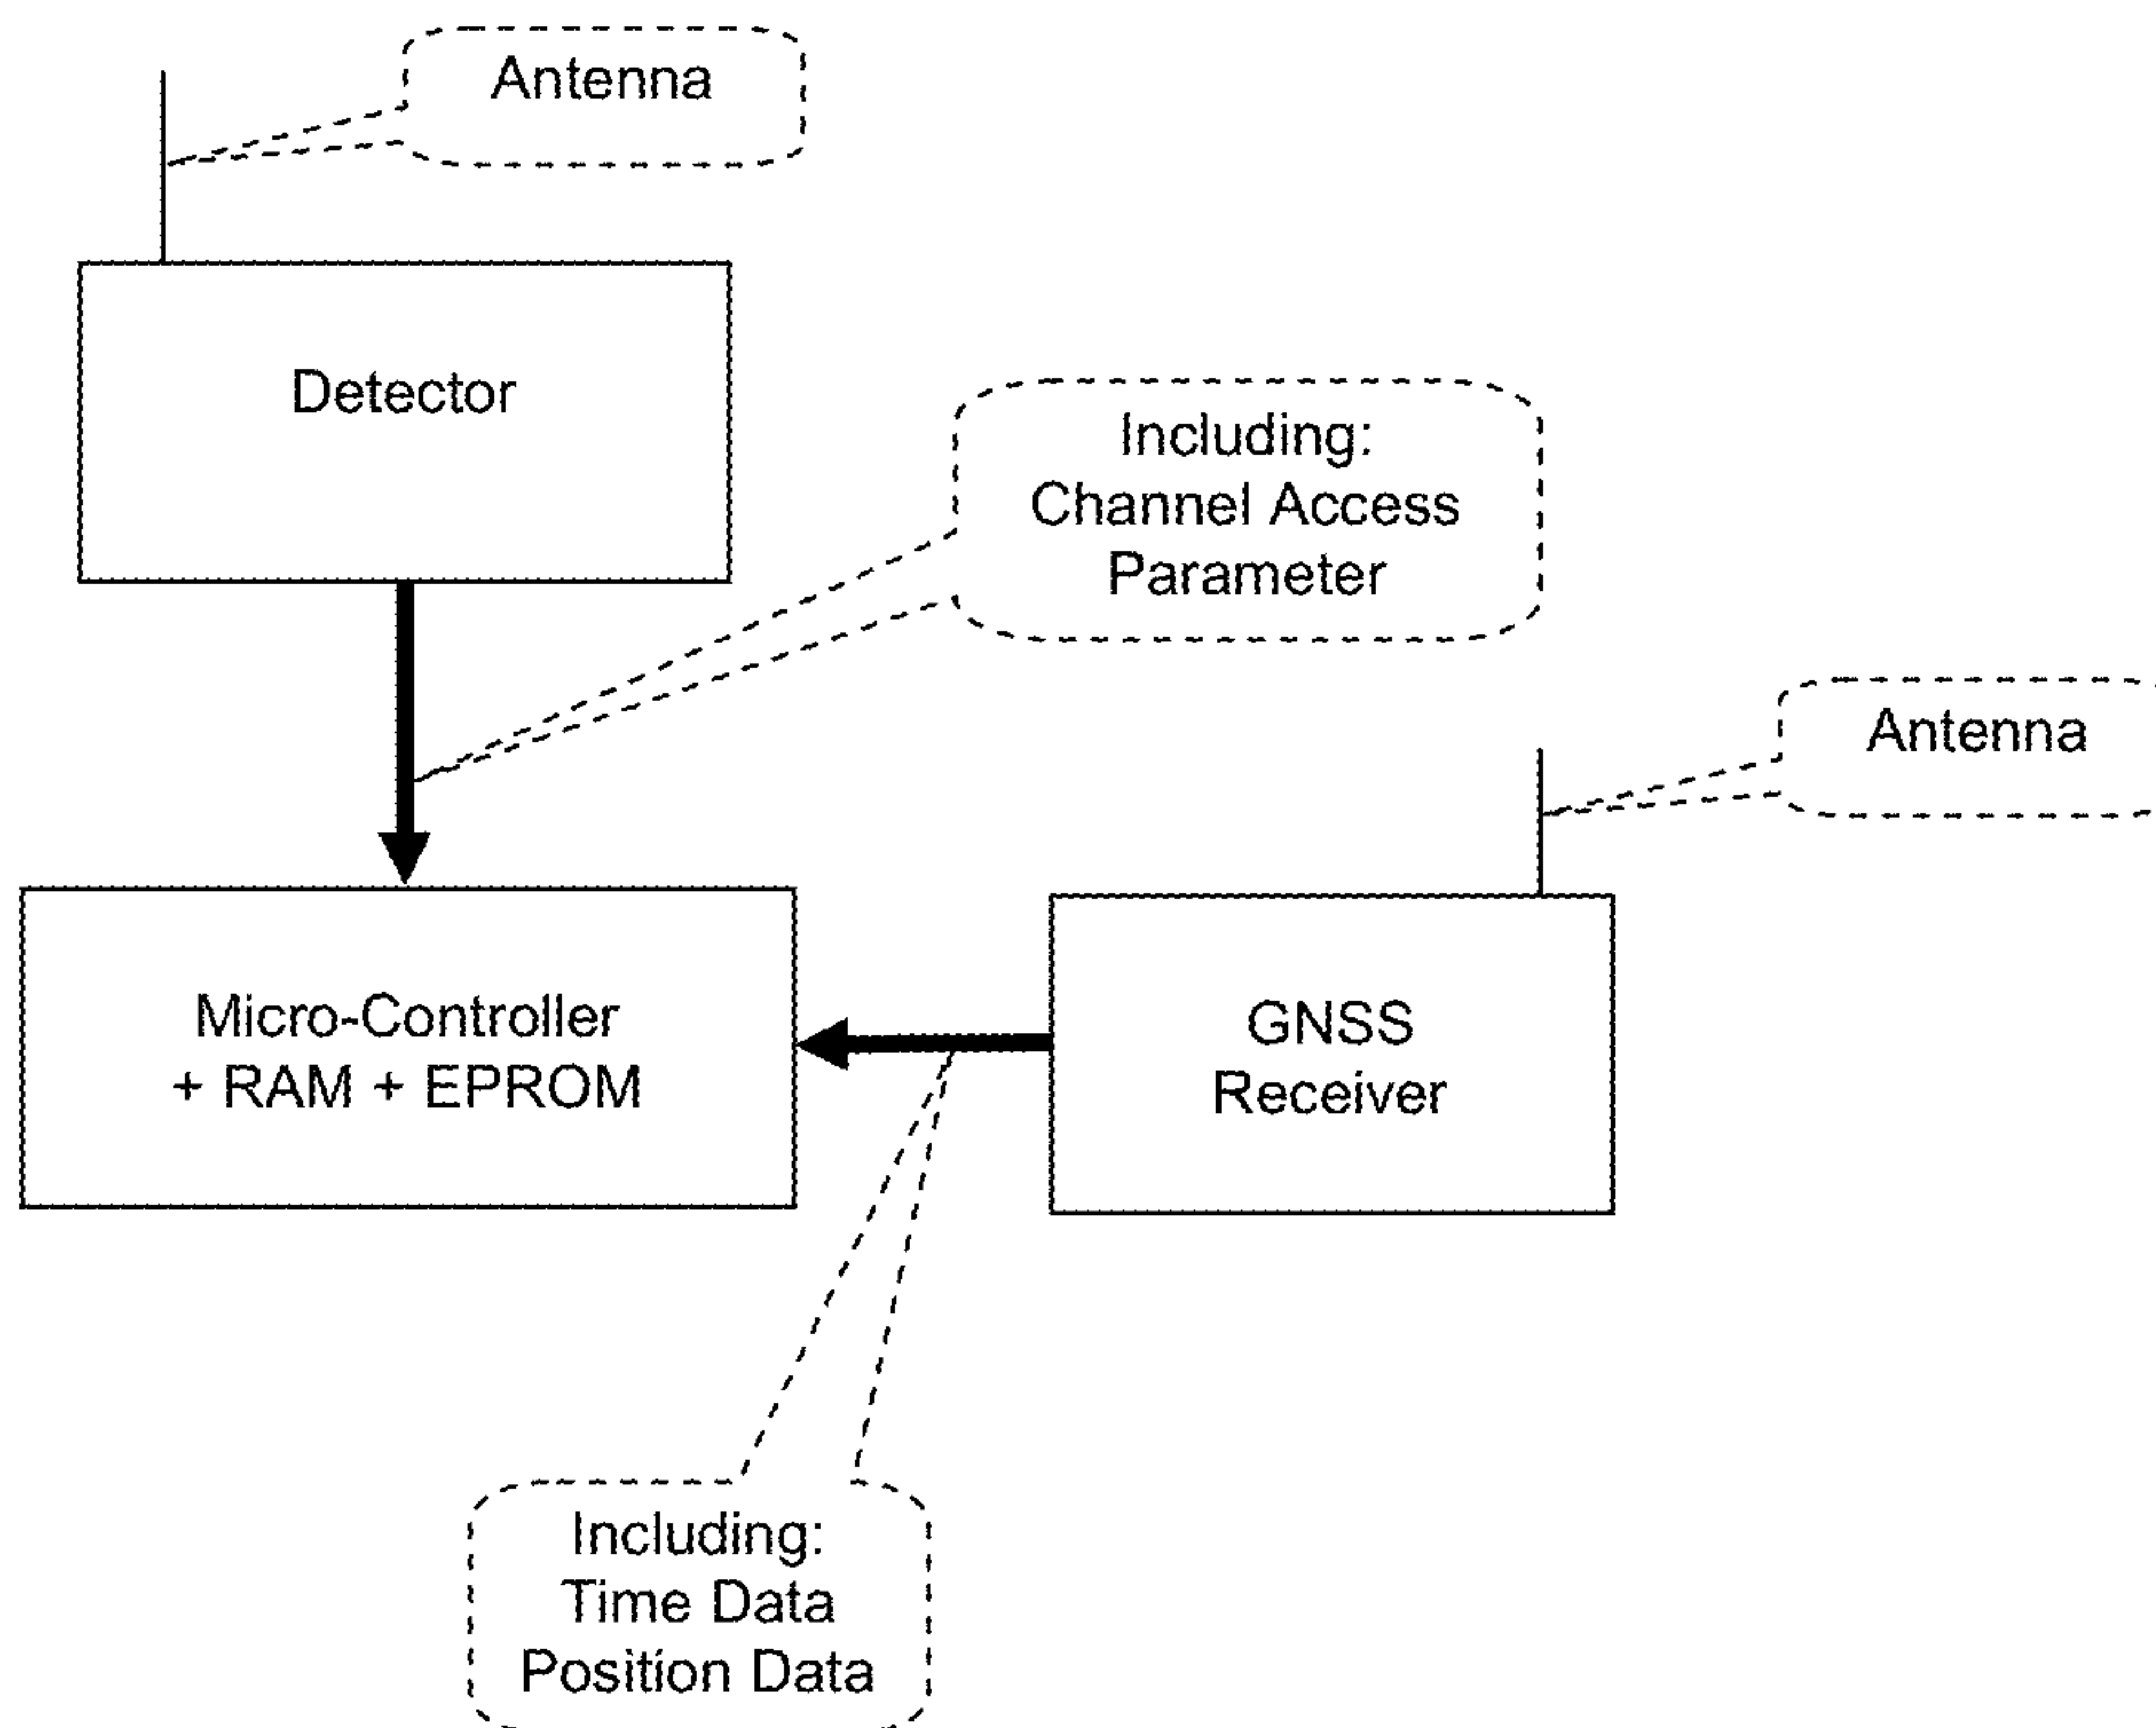 Antenna
Detector
Including:
Channel Access
Parameter
Antenna
Micro-Controller
+ RAM + EPROM
GNSS
Receiver
Including:
Time Data
Position Data